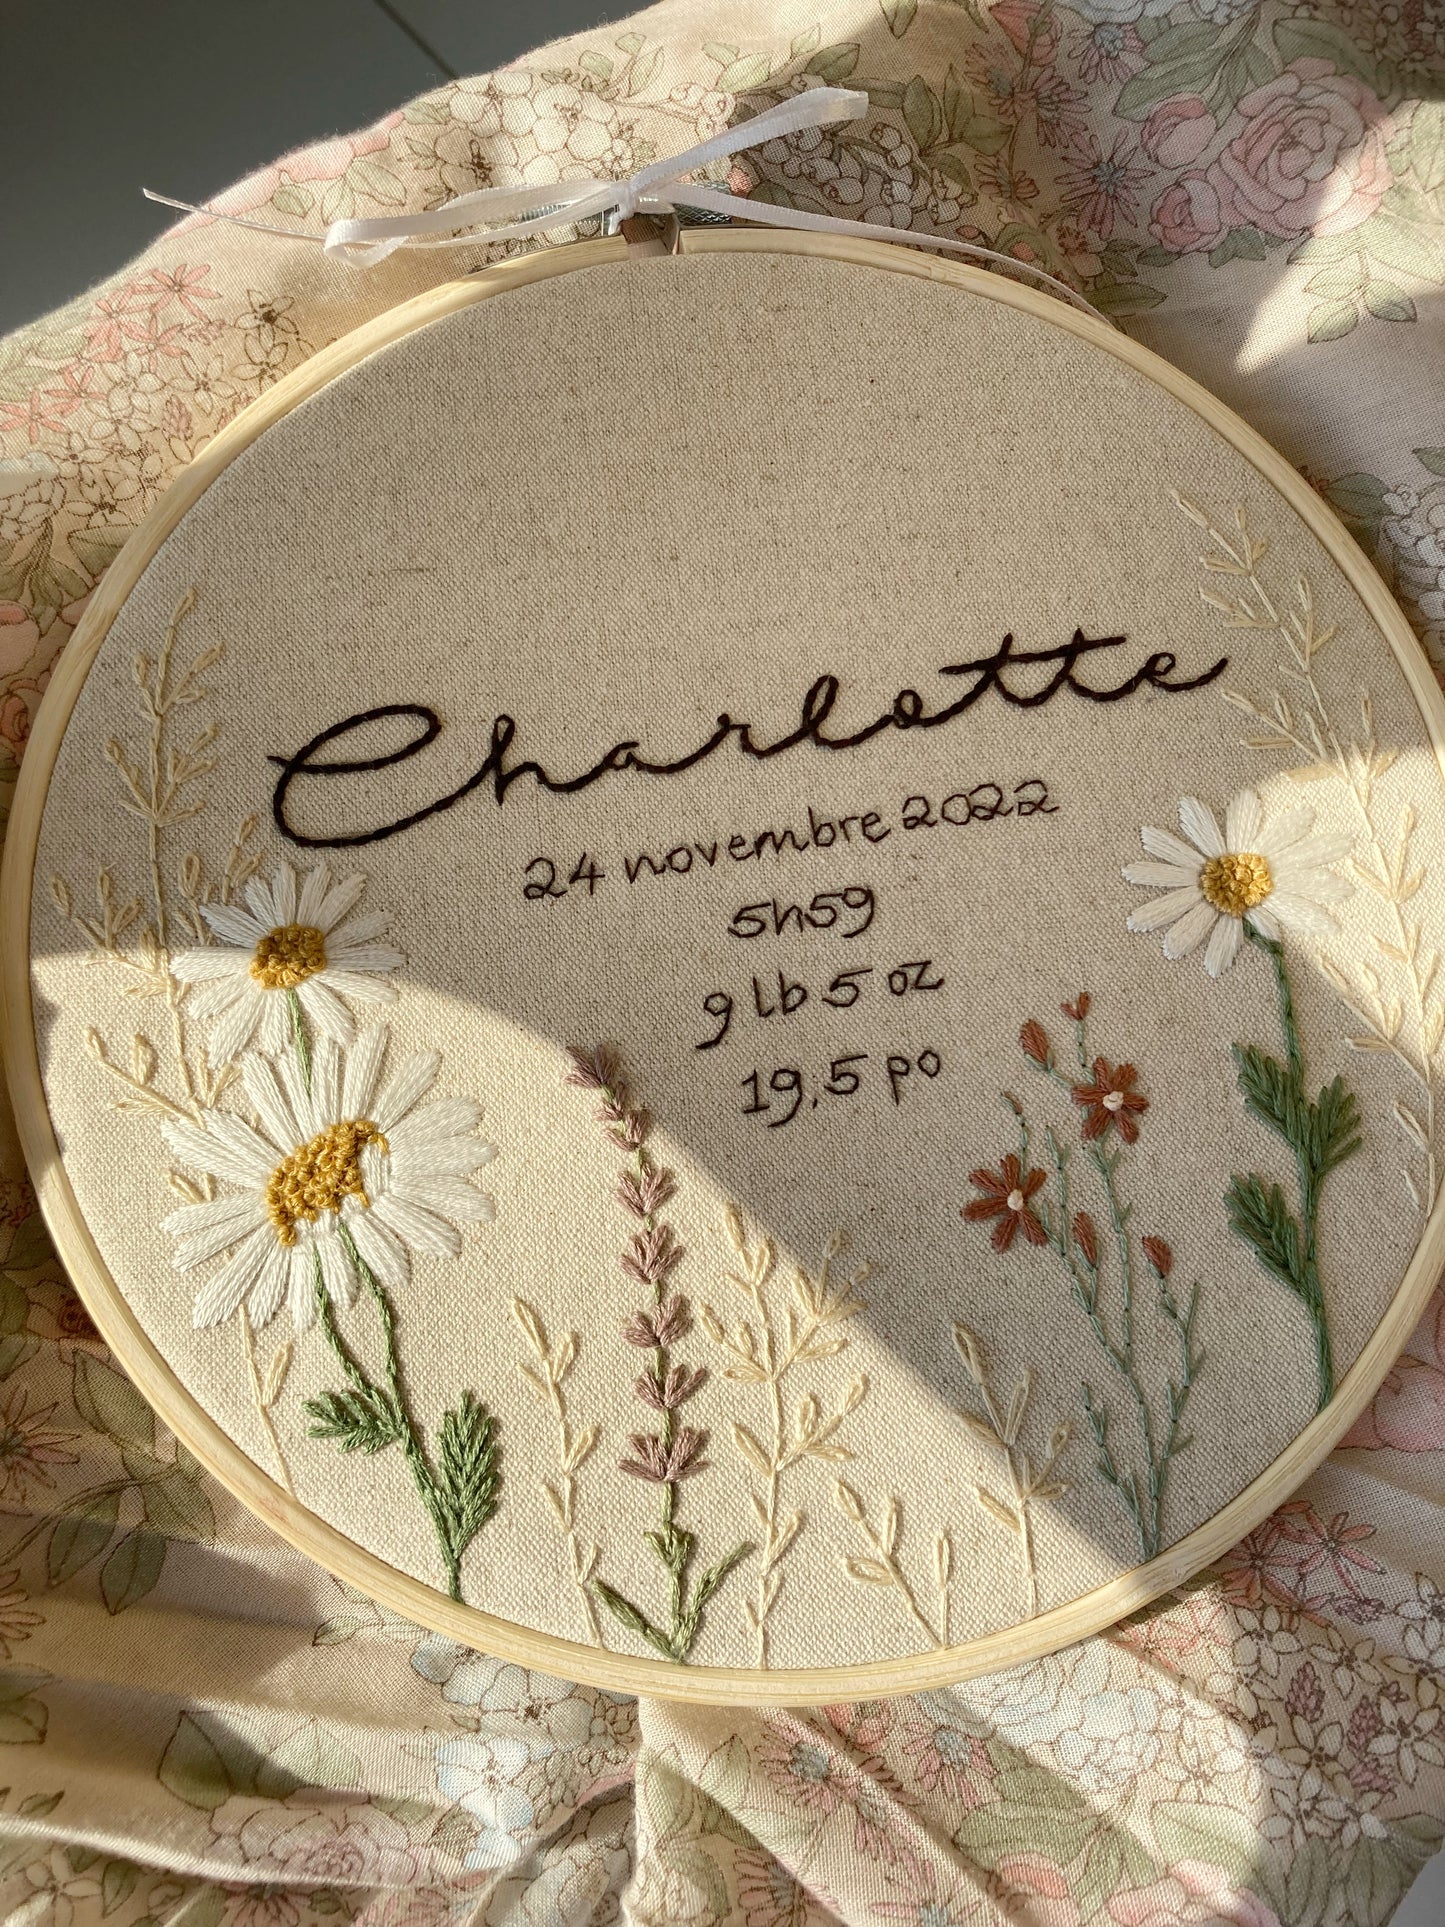 Charlotte
24 novembre 2022
5h59
9 lb 5 oz
19,5 po